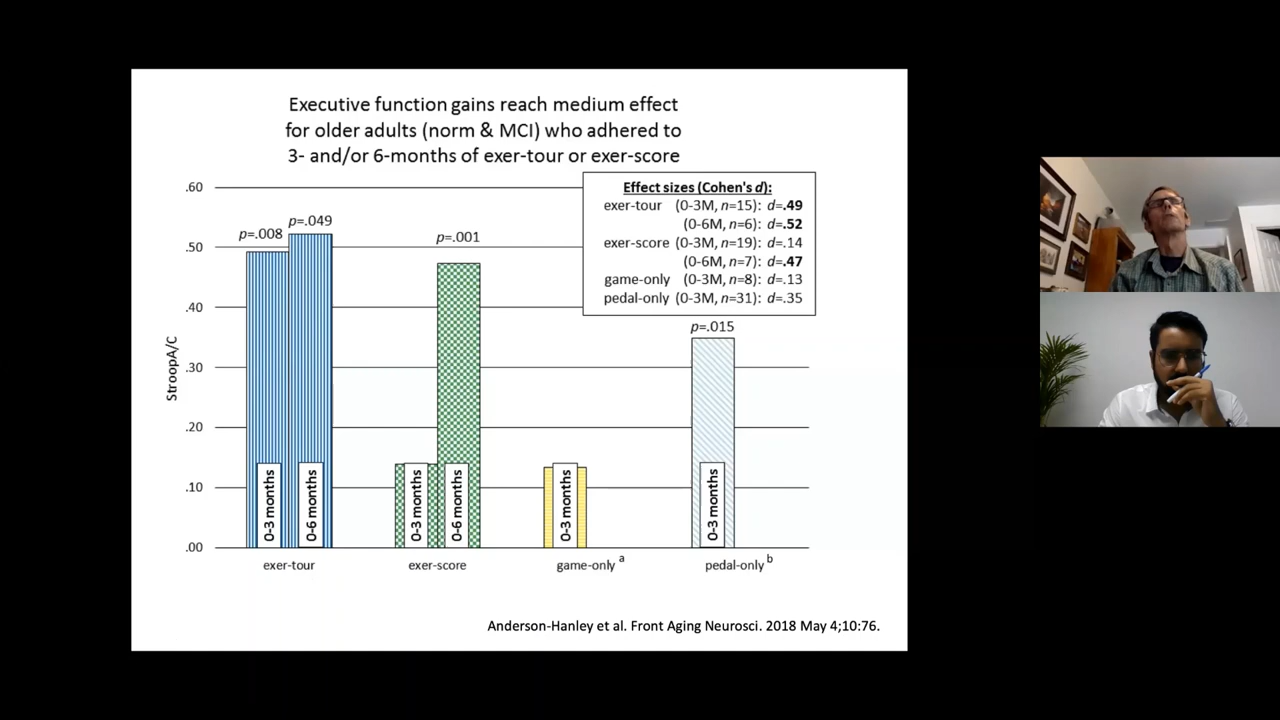 Executive function gains reach medium effect
for older adults (norm & MCI) who adhered to
3- and/or 6-months of exer-tour or exer-score
Effect sizes (Cohen's d):
exer-tour (0-3M, n=15): d=.49
(0-6M, n=6): d=.52
exer-score (0-3M, n=19): d=.14
(0-6M, n=7): d=.47
game-only (0-3M, n=8): d=.13
pedal-only (0-3M, n=31): d=.35
StroopA/C
.60
.50
.40
.30
.20
.10
.00
p=.008
p=.049
p=.001
p=.015
0-3 months
0-6 months
0-3 months
0-6 months
0-3 months
0-3 months
exer-tour
exer-score
game-only a
pedal-only b
Anderson-Hanley et al. Front Aging Neurosci. 2018 May 4;10:76.